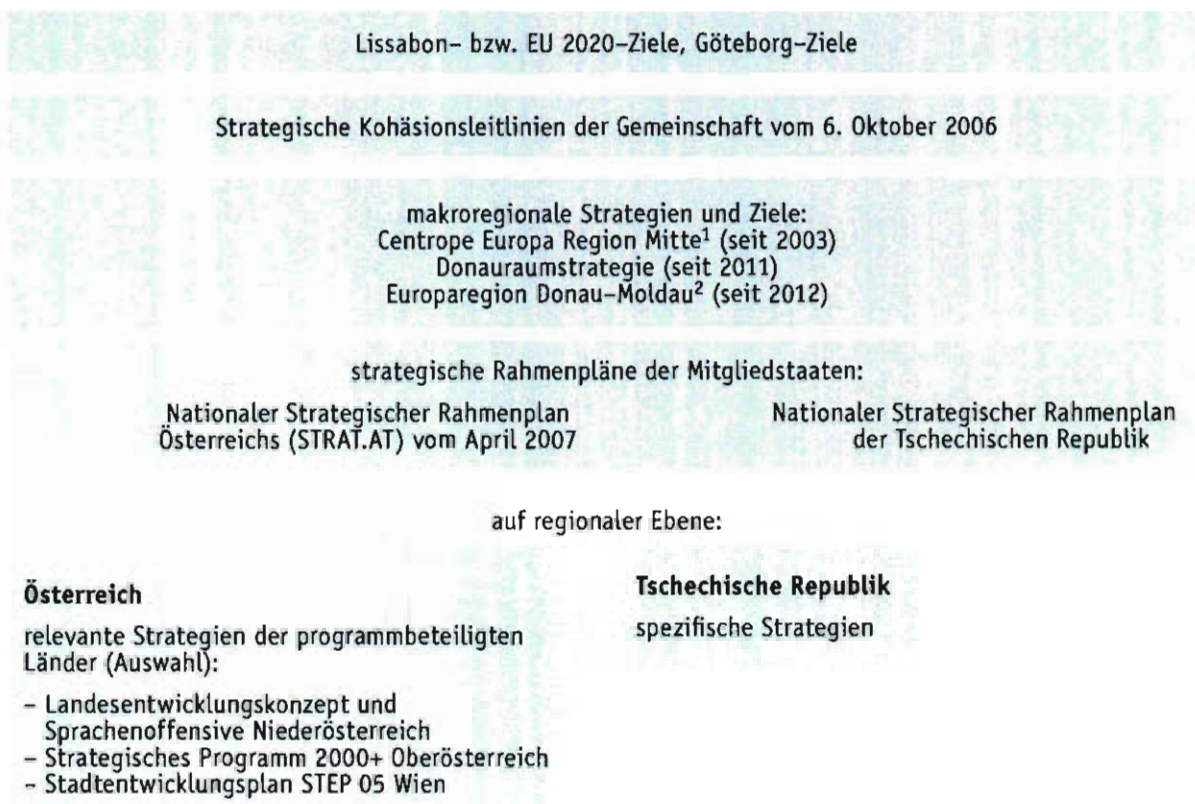 Lissabon- bzw. EU 2020-Ziele, Göteborg-Ziele
Strategische Kohäsionsleitlinien der Gemeinschaft vom 6. Oktober 2006
makroregionale Strategien und Ziele:
Centrope Europa Region Mitte¹ (seit 2003)
Donauraumstrategie (seit 2011)
Europaregion Donau-Moldau² (seit 2012)
strategische Rahmenpläne der Mitgliedstaaten:
Nationaler Strategischer Rahmenplan
Österreichs (STRAT.AT) vom April 2007
Nationaler Strategischer Rahmenplan
der Tschechischen Republik
auf regionaler Ebene:
Österreich
relevante Strategien der programmbeteiligten
Länder (Auswahl):
- Landesentwicklungskonzept und
Sprachenoffensive Niederösterreich
- Strategisches Programm 2000+ Oberösterreich
- Stadtentwicklungsplan STEP 05 Wien
Tschechische Republik
spezifische Strategien